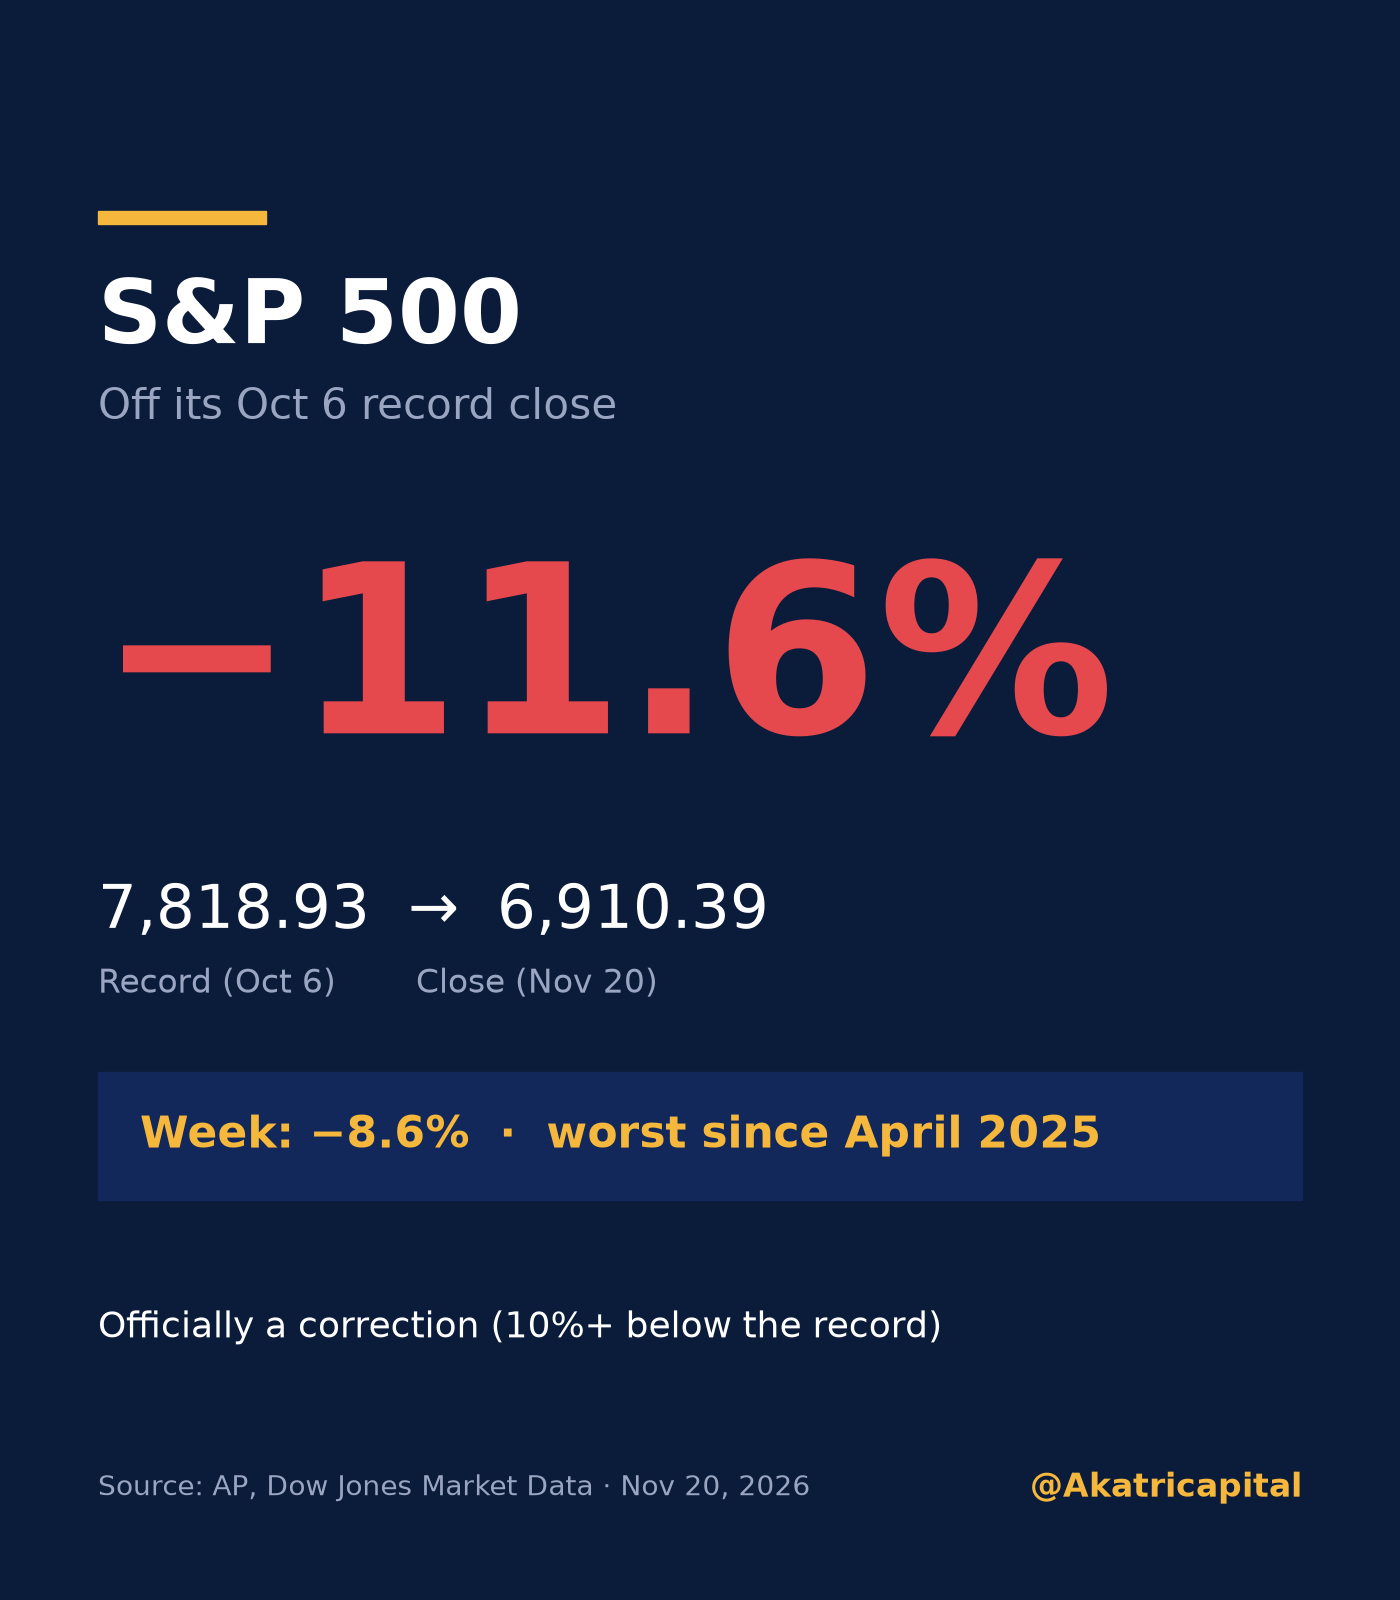 S&P 500
Off its Oct 6 record close
−11.6%
7,818.93 → 6,910.39
Record (Oct 6) Close (Nov 20)
Week: −8.6% · worst since April 2025
Officially a correction (10%+ below the record)
Source: AP, Dow Jones Market Data · Nov 20, 2026 @Akatricapital